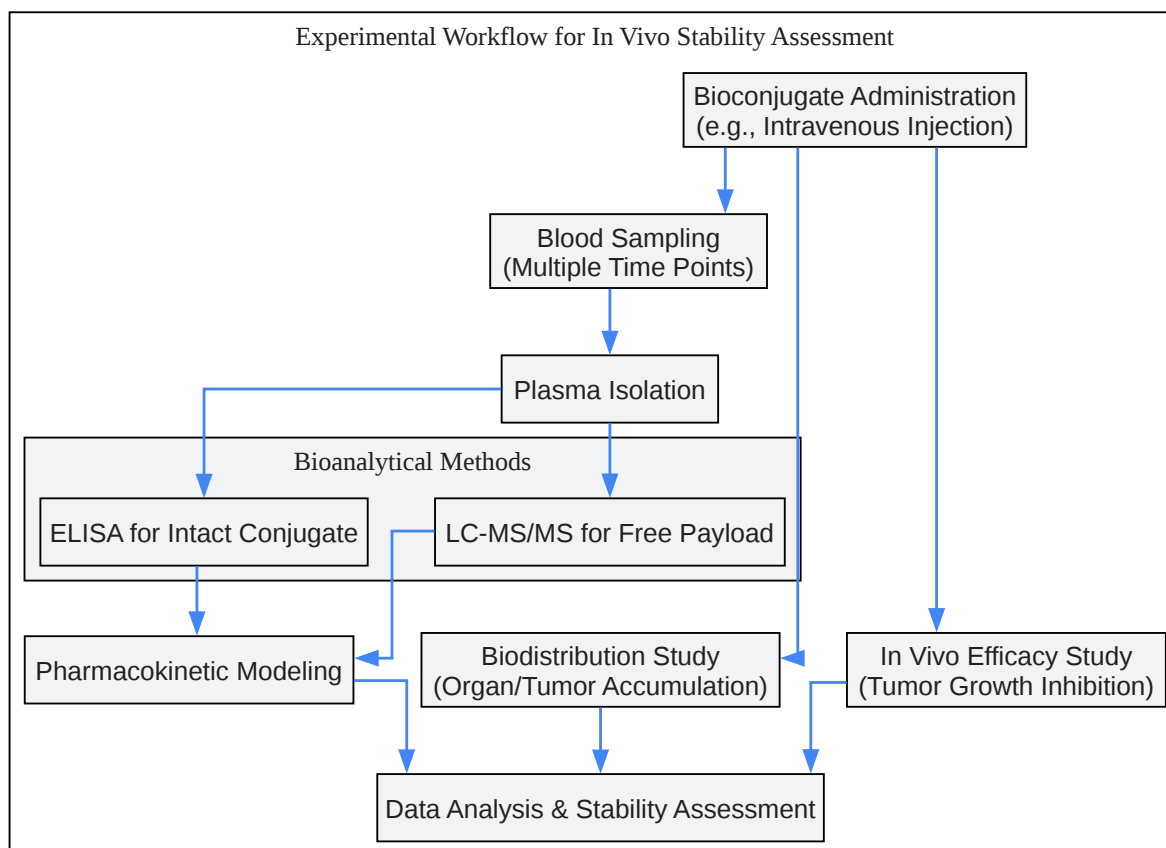 Experimental Workflow for In Vivo Stability Assessment
Bioconjugate Administration
(e.g., Intravenous Injection)
Blood Sampling
(Multiple Time Points)
Plasma Isolation
Bioanalytical Methods
ELISA for Intact Conjugate
LC-MS/MS for Free Payload
Pharmacokinetic Modeling
Biodistribution Study
(Organ/Tumor Accumulation)
In Vivo Efficacy Study
(Tumor Growth Inhibition)
Data Analysis & Stability Assessment